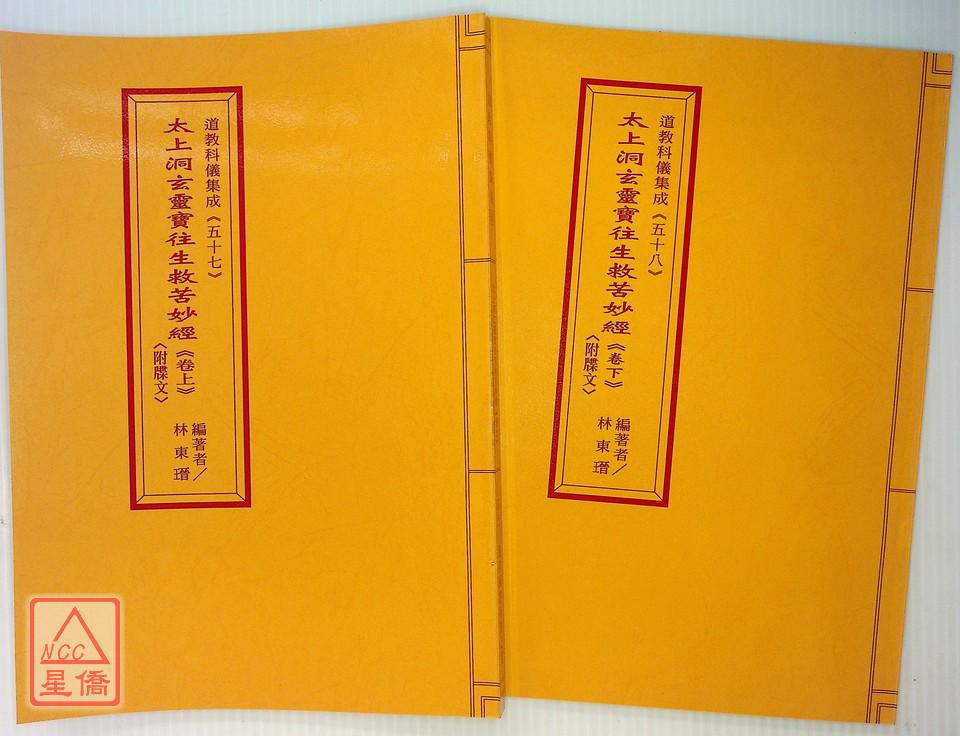 道教科儀集成《五十七》
太上洞玄靈寶往生救苦妙經《卷上》
〈附牒文〉
編著者／
林東瑨
道教科儀集成《五十八》
太上洞玄靈寶往生救苦妙經《卷下》
〈附牒文〉
編著者／
林東瑨
NCC
星僑